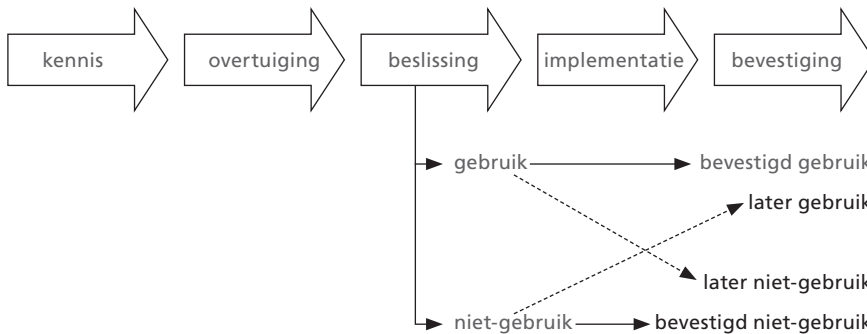 kennis overtuiging beslissing implementatie bevestiging
gebruik bevestigd gebruik
later gebruik
later niet-gebruik
niet-gebruik bevestigd niet-gebruik